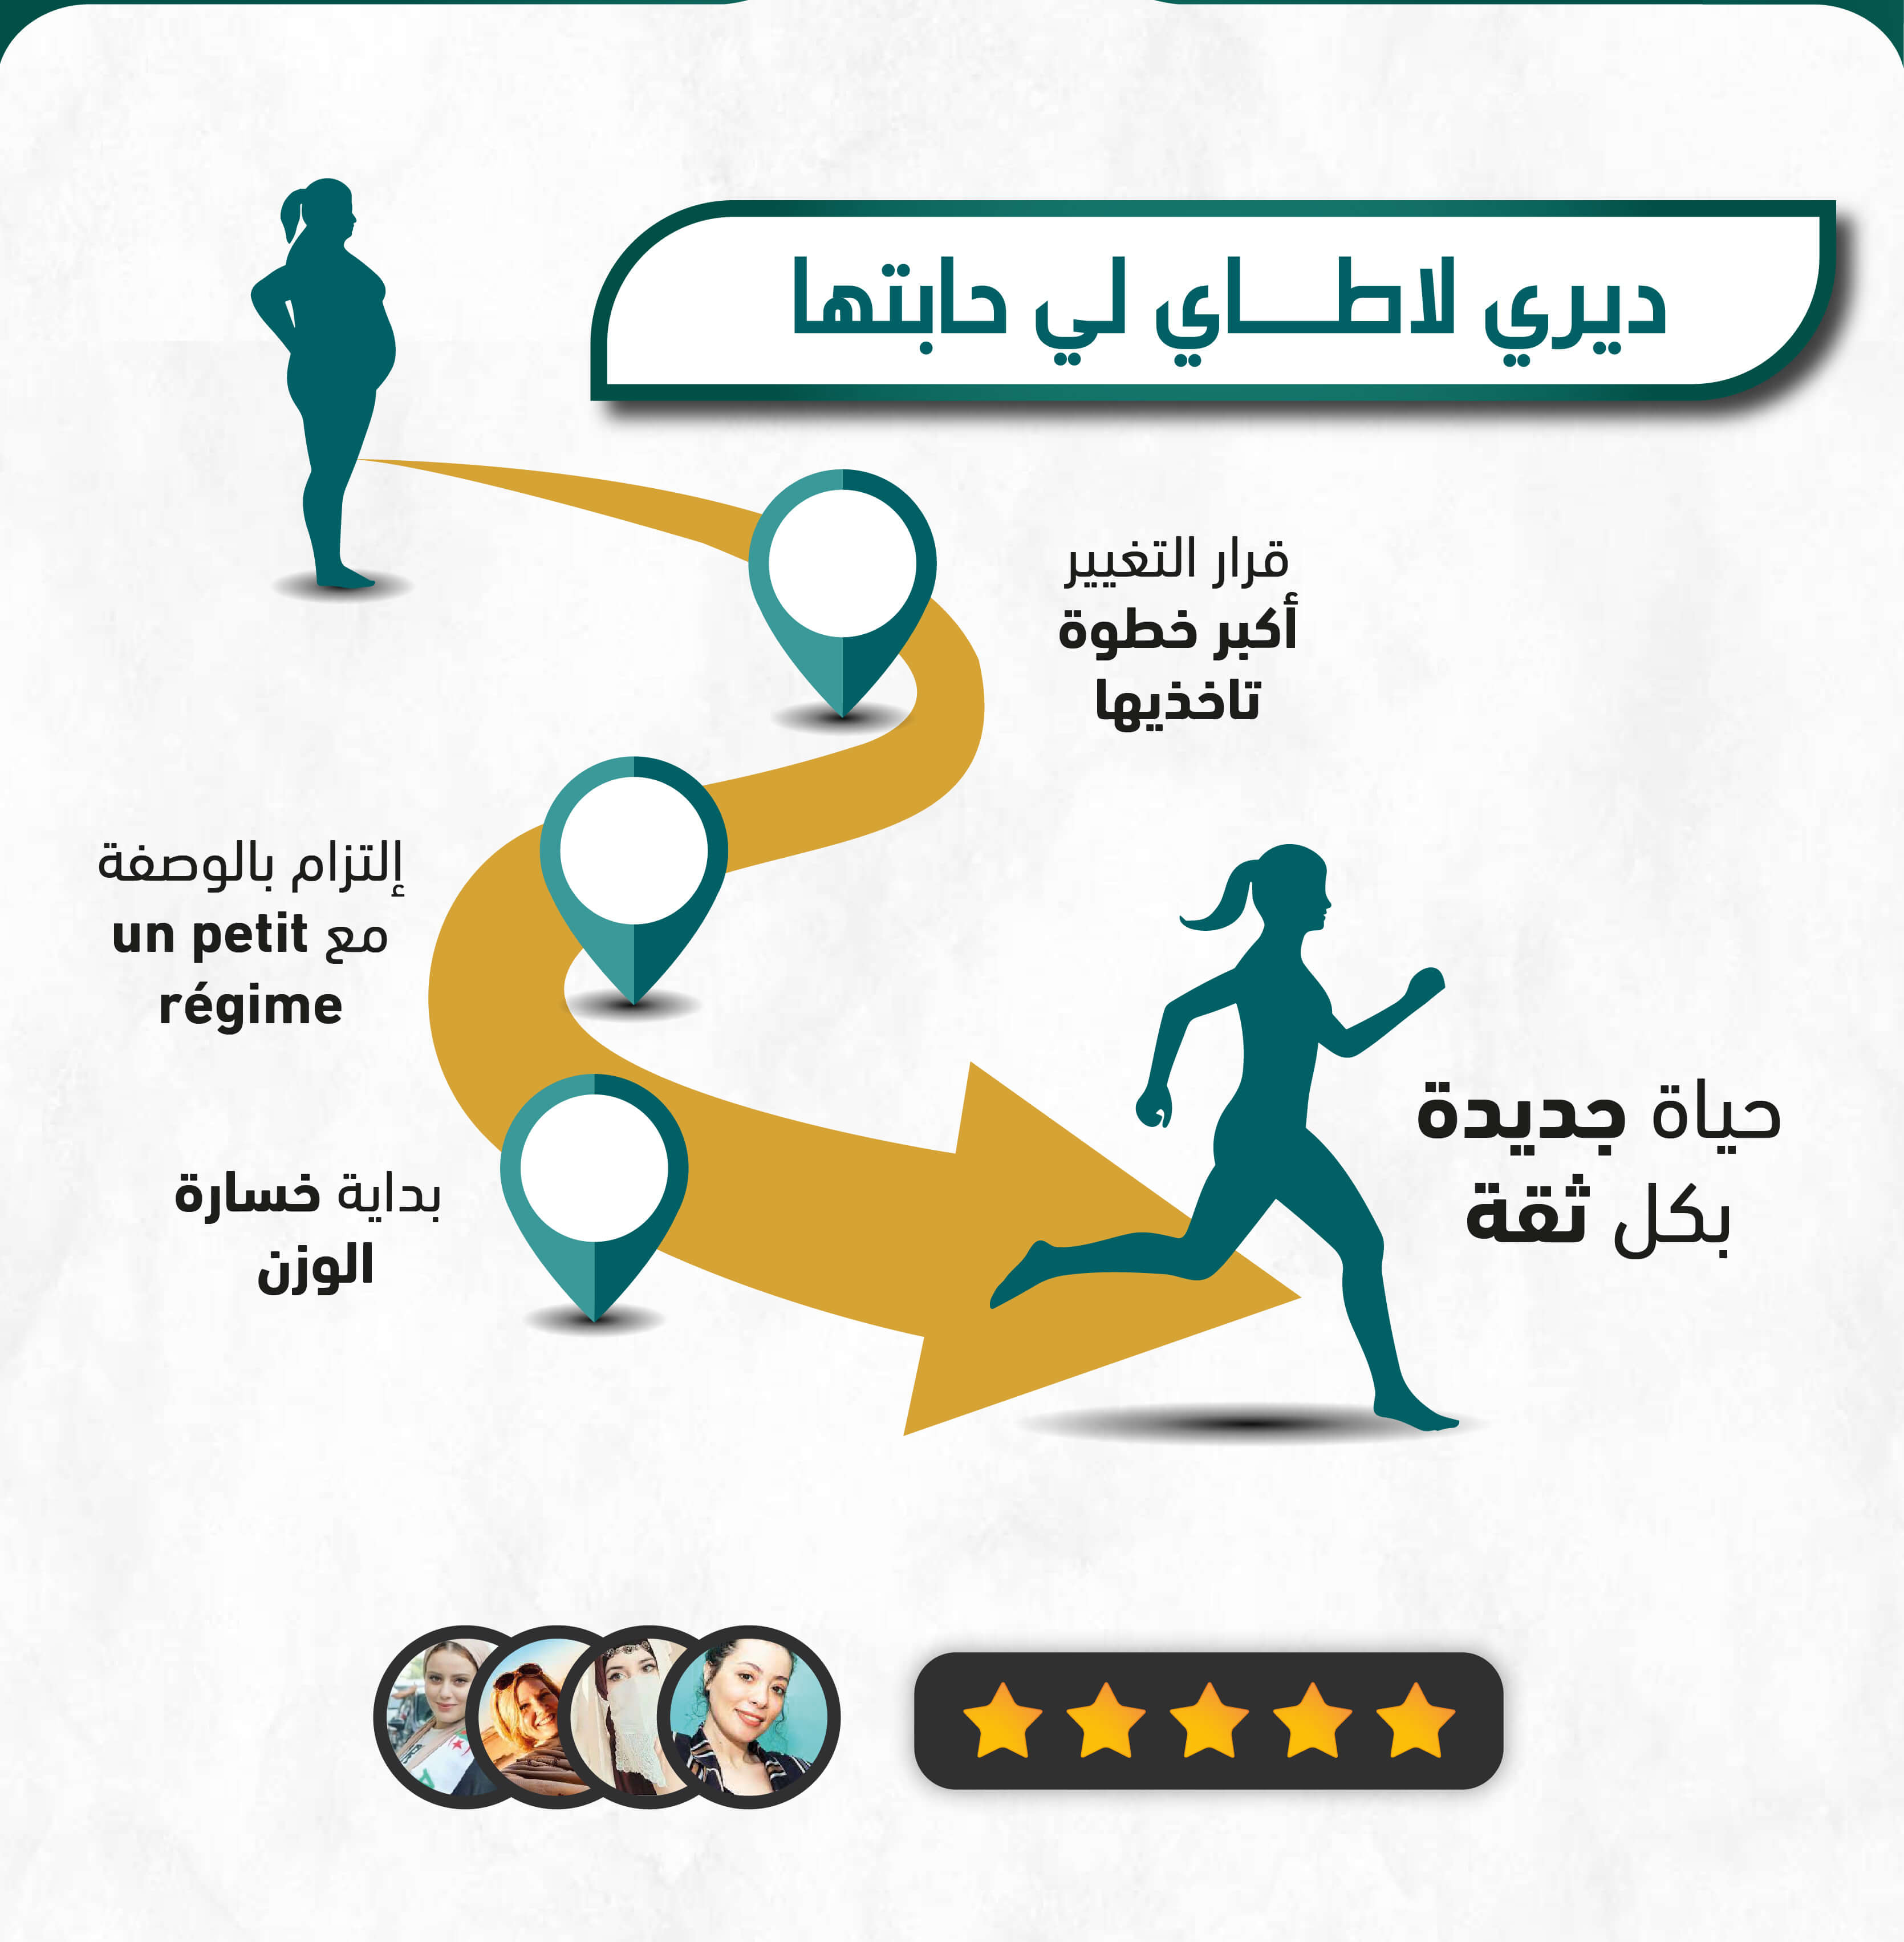 ديري لاطـــاي لي حابتها
قرار التغيير
أكبر خطوة
تاخذيها
إلتزام بالوصفة
مع un petit
régime
بداية خسارة
الوزن
حياة جديدة
بكل ثقة